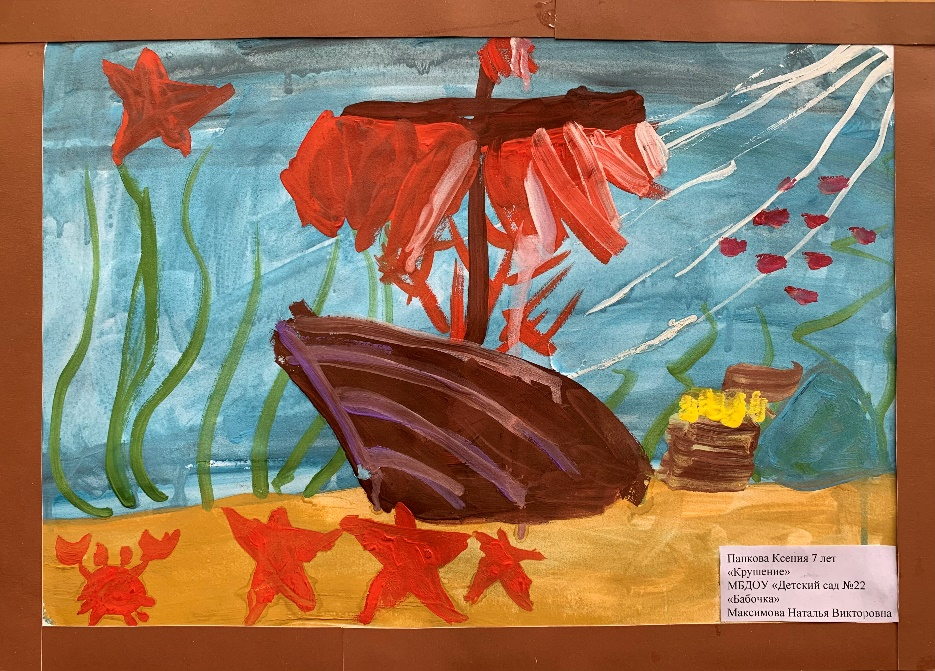 Панкова Ксения 7 лет
«Крушение»
МБДОУ «Детский сад №22
«Бабочка»
Максимова Наталья Викторовна